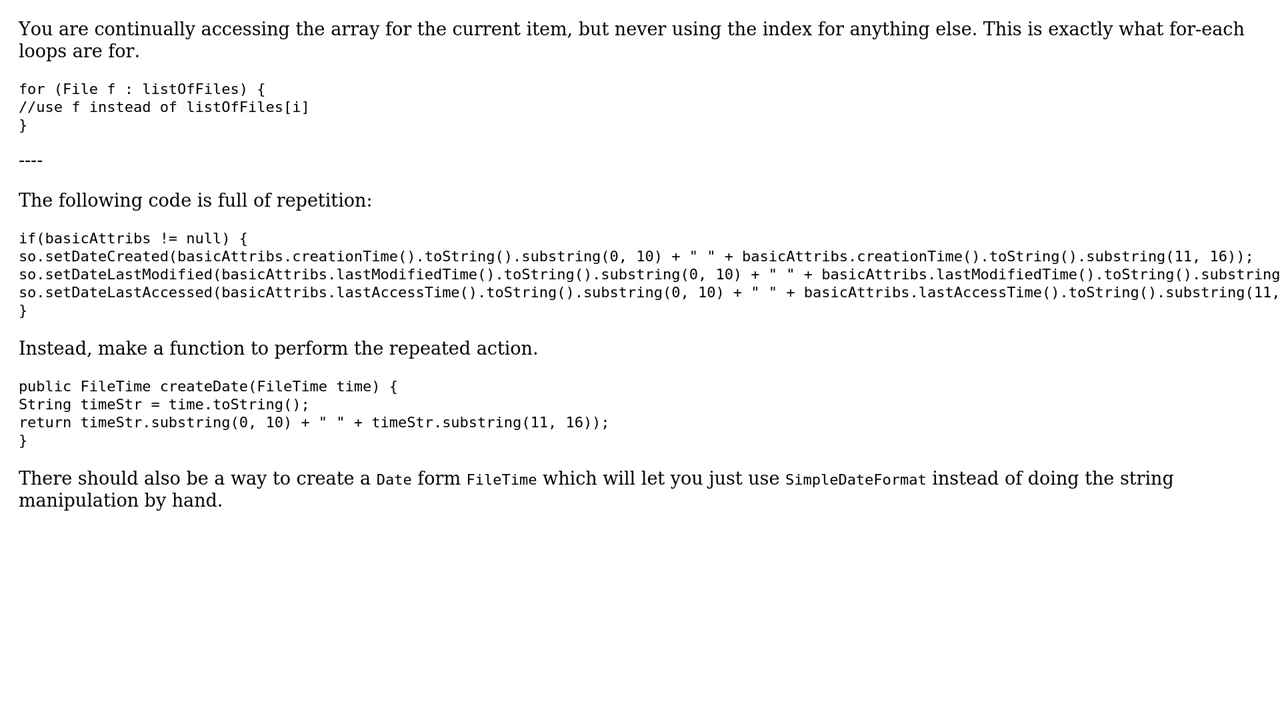 You are continually accessing the array for the current item, but never using the index for anything else. This is exactly what for-each
loops are for.
for (File f : listOfFiles) {
//use f instead of listOfFiles[i]
}
----
The following code is full of repetition:
if(basicAttribs != null) {
so.setDateCreated(basicAttribs.creationTime().toString().substring(0, 10) + " " + basicAttribs.creationTime().toString().substring(11, 16));
so.setDateLastModified(basicAttribs.lastModifiedTime().toString().substring(0, 10) + " " + basicAttribs.lastModifiedTime().toString().substring
so.setDateLastAccessed(basicAttribs.lastAccessTime().toString().substring(0, 10) + " " + basicAttribs.lastAccessTime().toString().substring(11,
}
Instead, make a function to perform the repeated action.
public FileTime createDate(FileTime time) {
String timeStr = time.toString();
return timeStr.substring(0, 10) + " " + timeStr.substring(11, 16));
}
There should also be a way to create a Date form FileTime which will let you just use SimpleDateFormat instead of doing the string
manipulation by hand.